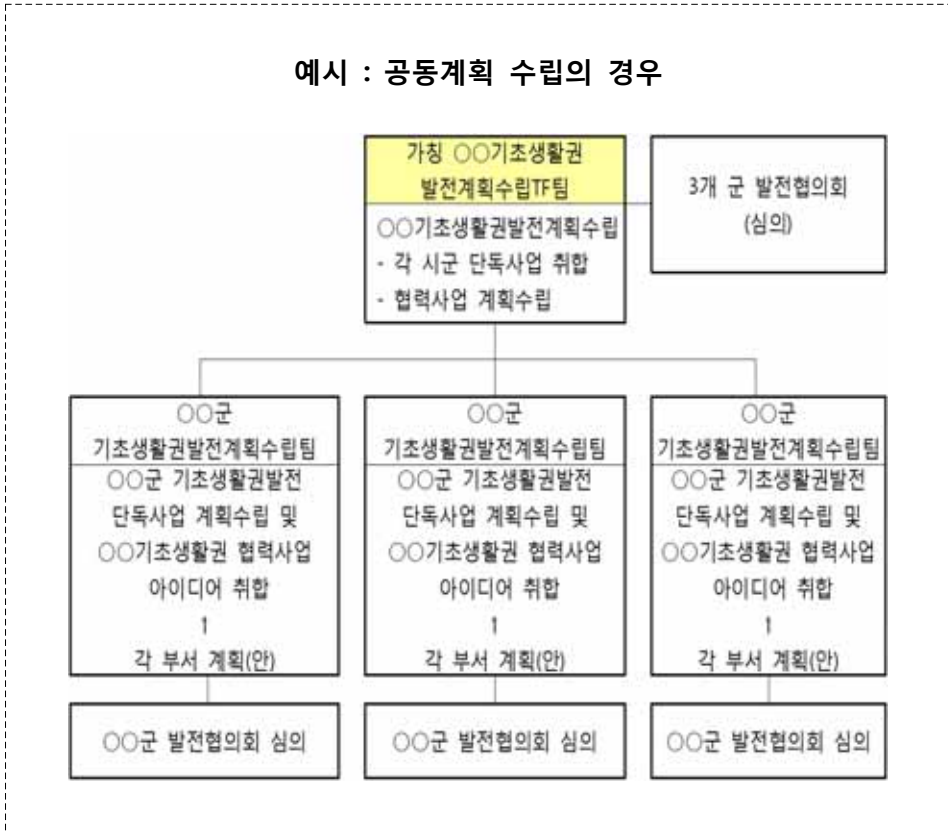 예시 : 공동계획 수립의 경우
가칭 ○○기초생활권
발전계획수립TF팀
○○기초생활권발전계획수립
- 각 시군 단독사업 취합
- 협력사업 계획수립
3개 군 발전협의회
(심의)
○○군
기초생활권발전계획수립팀
○○군 기초생활권발전
단독사업 계획수립 및
○○기초생활권 협력사업
아이디어 취합
↑
각 부서 계획(안)
○○군 발전협의회 심의
○○군
기초생활권발전계획수립팀
○○군 기초생활권발전
단독사업 계획수립 및
○○기초생활권 협력사업
아이디어 취합
↑
각 부서 계획(안)
○○군 발전협의회 심의
○○군
기초생활권발전계획수립팀
○○군 기초생활권발전
단독사업 계획수립 및
○○기초생활권 협력사업
아이디어 취합
↑
각 부서 계획(안)
○○군 발전협의회 심의